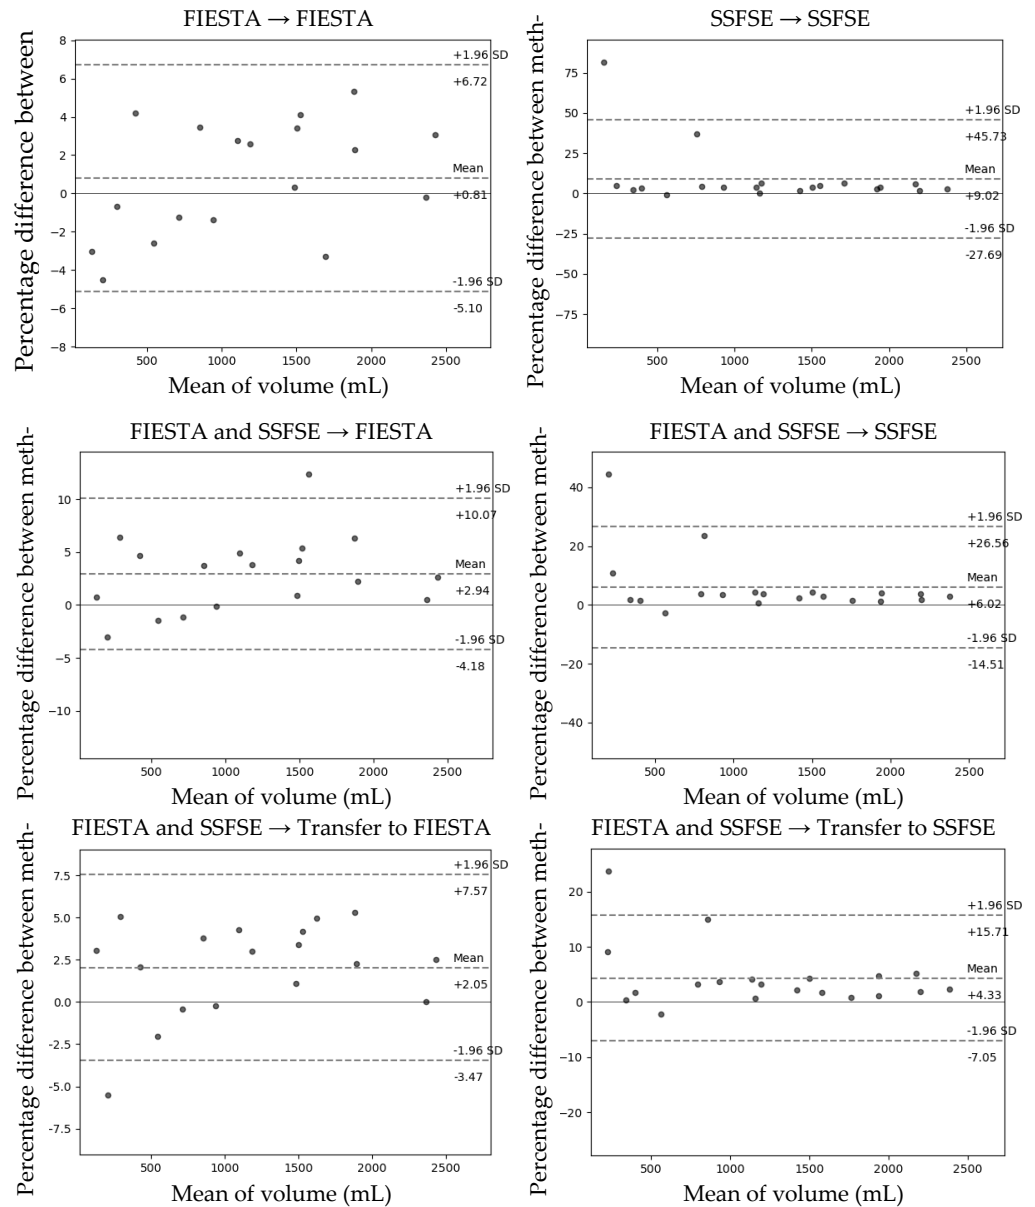 FIESTA → FIESTA
Percentage difference between
8
6
4
2
0
−2
−4
−6
−8
+1.96 SD
+6.72
Mean
+0.81
-1.96 SD
-5.10
500
1000
1500
2000
2500
Mean of volume (mL)
SSFSE → SSFSE
Percentage difference between meth-
75
50
25
0
−25
−50
−75
+1.96 SD
+45.73
Mean
+9.02
-1.96 SD
-27.69
500
1000
1500
2000
2500
Mean of volume (mL)
FIESTA and SSFSE → FIESTA
Percentage difference between meth-
10
5
0
−5
−10
+1.96 SD
+10.07
Mean
+2.94
-1.96 SD
-4.18
500
1000
1500
2000
2500
Mean of volume (mL)
FIESTA and SSFSE → SSFSE
Percentage difference between meth-
40
20
0
−20
−40
+1.96 SD
+26.56
Mean
+6.02
-1.96 SD
-14.51
500
1000
1500
2000
2500
Mean of volume (mL)
FIESTA and SSFSE → Transfer to FIESTA
Percentage difference between meth-
7.5
5.0
2.5
0.0
−2.5
−5.0
−7.5
+1.96 SD
+7.57
Mean
+2.05
-1.96 SD
-3.47
500
1000
1500
2000
2500
Mean of volume (mL)
FIESTA and SSFSE → Transfer to SSFSE
Percentage difference between meth-
20
10
0
−10
−20
+1.96 SD
+15.71
Mean
+4.33
-1.96 SD
-7.05
500
1000
1500
2000
2500
Mean of volume (mL)